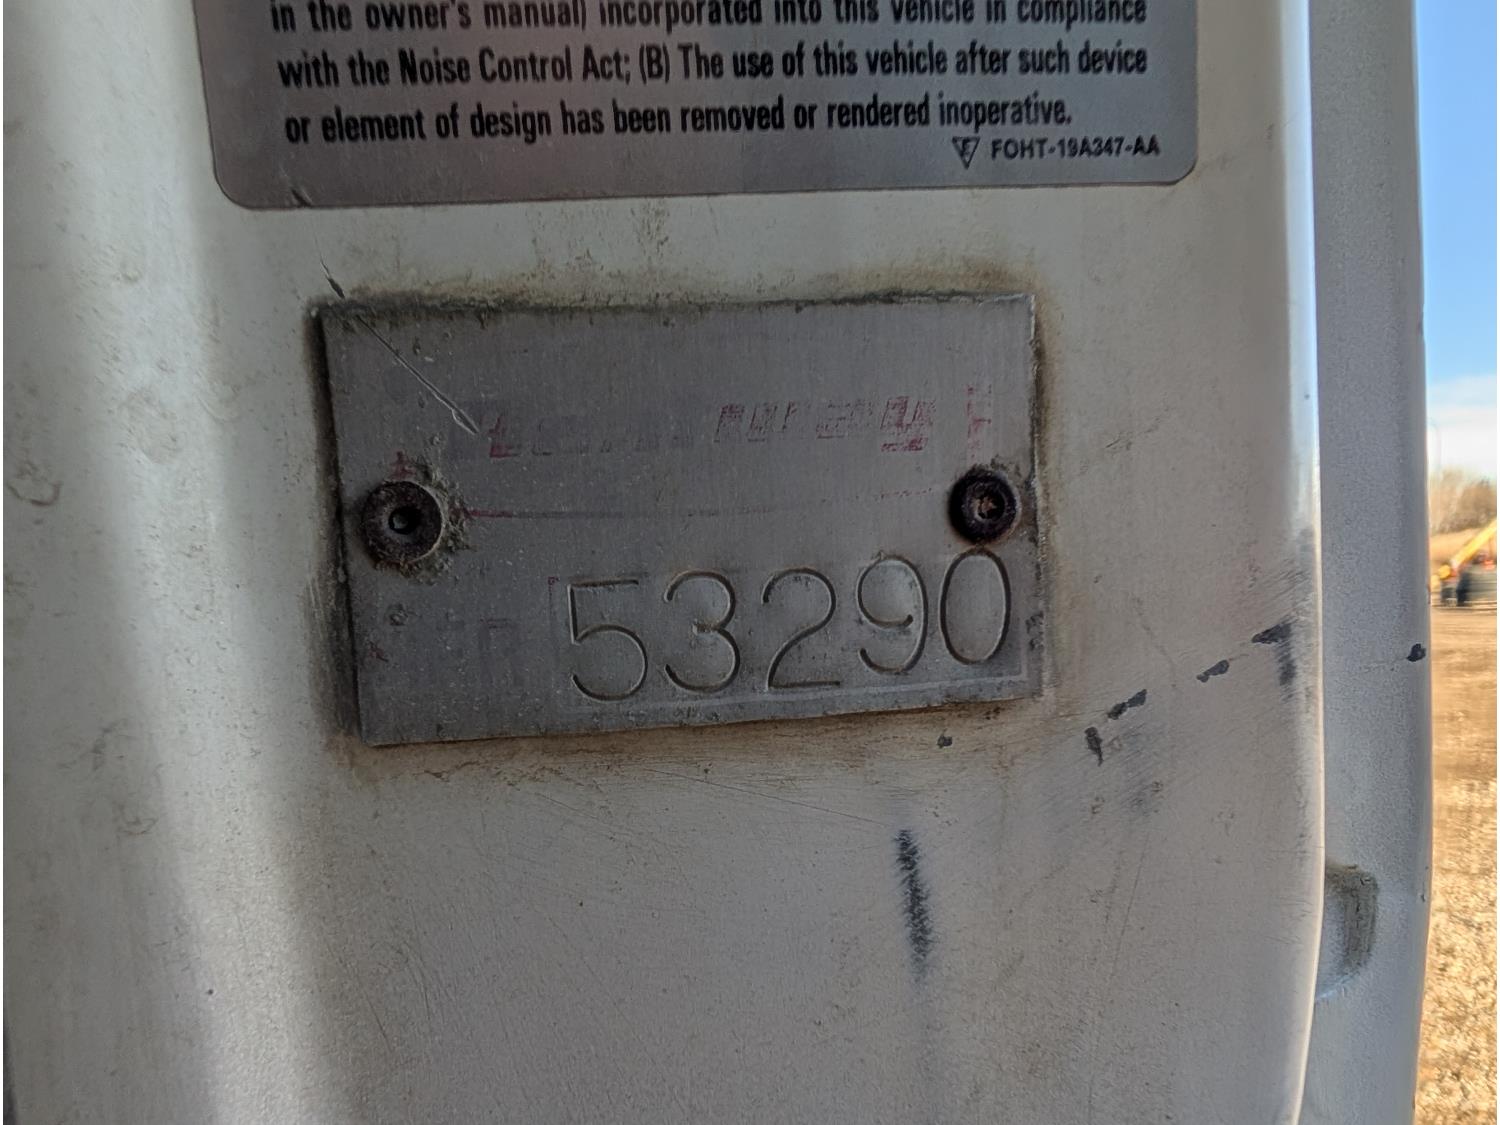 in the owner's manual) incorporated into this vehicle in compliance
with the Noise Control Act; (B) The use of this vehicle after such device
or element of design has been removed or rendered inoperative.
FOHT-19A347-AA
53290